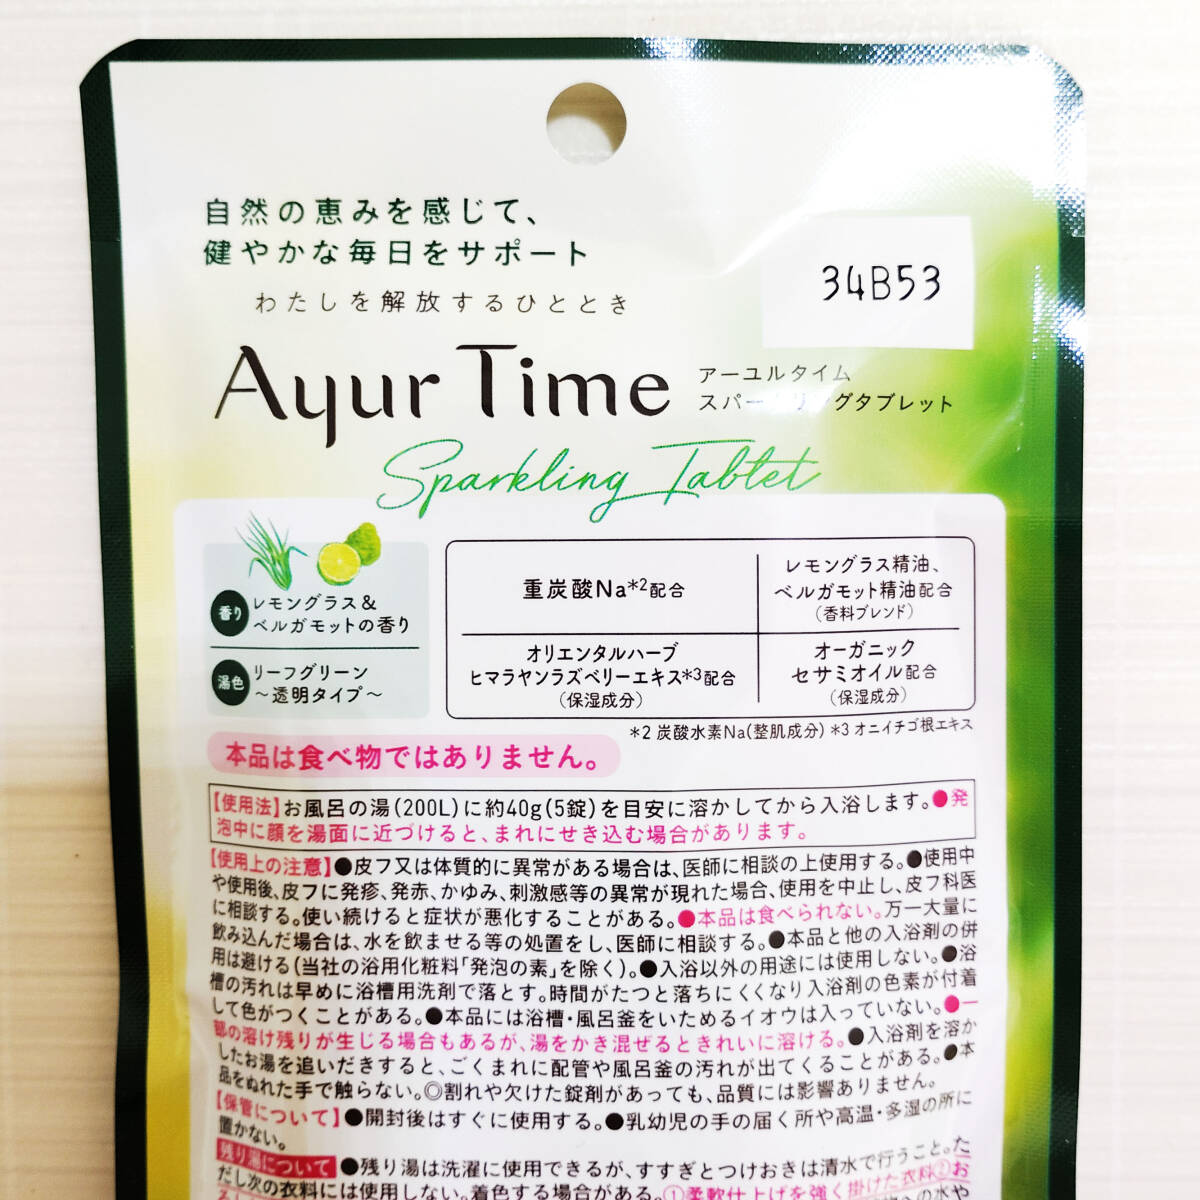 自然の恵みを感じて、
健やかな毎日をサポート
わたしを解放するひととき
34B53
Ayur Time
アーユルタイム
スパークリングタブレット
Sparkling Tablet
香り
レモングラス&
ベルガモットの香り
湯色
リーフグリーン
～透明タイプ～
重炭酸Na*2配合
レモングラス精油、
ベルガモット精油配合
(香料ブレンド)
オリエンタルハーブ
ヒマラヤンラズベリーエキス*3配合
(保湿成分)
オーガニック
セサミオイル配合
(保湿成分)
*2 炭酸水素Na(整肌成分) *3 オニイチゴ根エキス
本品は食べ物ではありません。
【使用法】お風呂の湯(200L)に約40g(5錠)を目安に溶かしてから入浴します。●発
泡中に顔を湯面に近づけると、まれにせき込む場合があります。
【使用上の注意】●皮フ又は体質的に異常がある場合は、医師に相談の上使用する。●使用中
や使用後、皮フに発疹、発赤、かゆみ、刺激感等の異常が現れた場合、使用を中止し、皮フ科医
に相談する。使い続けると症状が悪化することがある。●本品は食べられない。万一大量に
飲み込んだ場合は、水を飲ませる等の処置をし、医師に相談する。●本品と他の入浴剤の併
用は避ける(当社の浴用化粧料「発泡の素」を除く)。●入浴以外の用途には使用しない。●浴
槽の汚れは早めに浴槽用洗剤で落とす。時間がたつと落ちにくくなり入浴剤の色素が付着
して色がつくことがある。●本品には浴槽・風呂釜をいためるイオウは入っていない。●一
部の溶け残りが生じる場合もあるが、湯をかき混ぜるときれいに溶ける。●入浴剤を溶か
したお湯を追いだきすると、ごくまれに配管や風呂釜の汚れが出てくることがある。●本
品をぬれた手で触らない。◎割れや欠けた錠剤があっても、品質には影響ありません。
【保管について】●開封後はすぐに使用する。●乳幼児の手の届く所や高温・多湿の所に
置かない。
残り湯について ●残り湯は洗濯に使用できるが、すすぎとつけおきは清水で行うこと。た
だし次の衣料には使用しない。着色する場合がある。①柔軟仕上げを強く掛けた衣料②お